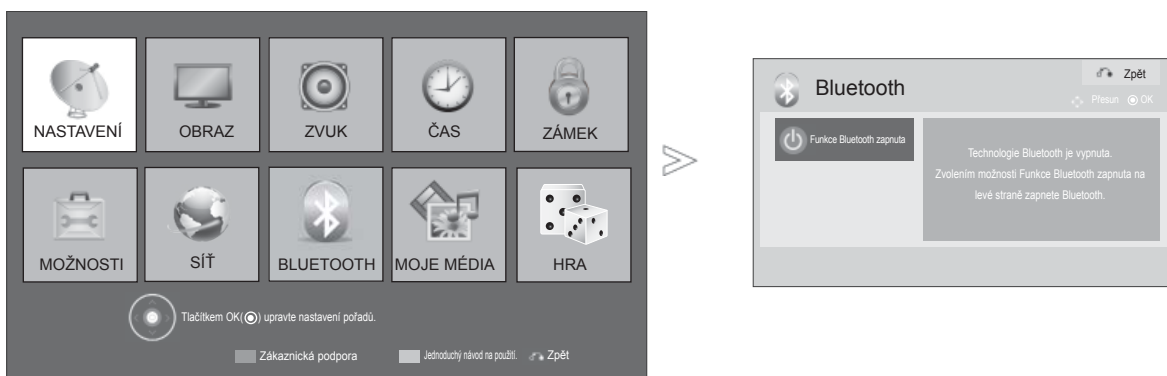 NASTAVENÍ
OBRAZ
ZVUK
ČAS
ZÁMEK
MOŽNOSTI
SÍŤ
BLUETOOTH
MOJE MÉDIA
HRA
Tlačítkem OK( ) upravte nastavení pořadů.
Zákaznická podpora
Jednoduchý návod na použití.
Zpět
Bluetooth
Zpět
Přesun OK
Funkce Bluetooth zapnuta
Technologie Bluetooth je vypnuta.
Zvolením možnosti Funkce Bluetooth zapnuta na
levé straně zapnete Bluetooth.